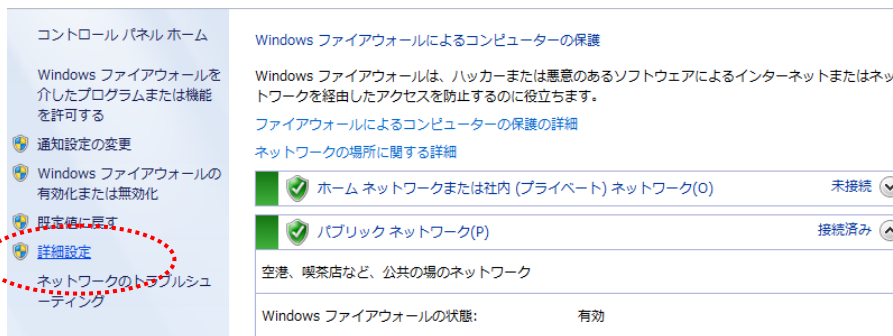 コントロール パネル ホーム
Windows ファイアウォールを
介したプログラムまたは機能
を許可する
通知設定の変更
Windows ファイアウォールの
有効化または無効化
既定値に戻す
詳細設定
ネットワークのトラブルシュ
ーティング
Windows ファイアウォールによるコンピューターの保護
Windows ファイアウォールは、ハッカーまたは悪意のあるソフトウェアによるインターネットまたはネッ
トワークを経由したアクセスを防止するのに役立ちます。
ファイアウォールによるコンピューターの保護の詳細
ネットワークの場所に関する詳細
ホーム ネットワークまたは社内 (プライベート) ネットワーク(O) 未接続
パブリック ネットワーク(P) 接続済み
空港、喫茶店など、公共の場のネットワーク
Windows ファイアウォールの状態: 有効